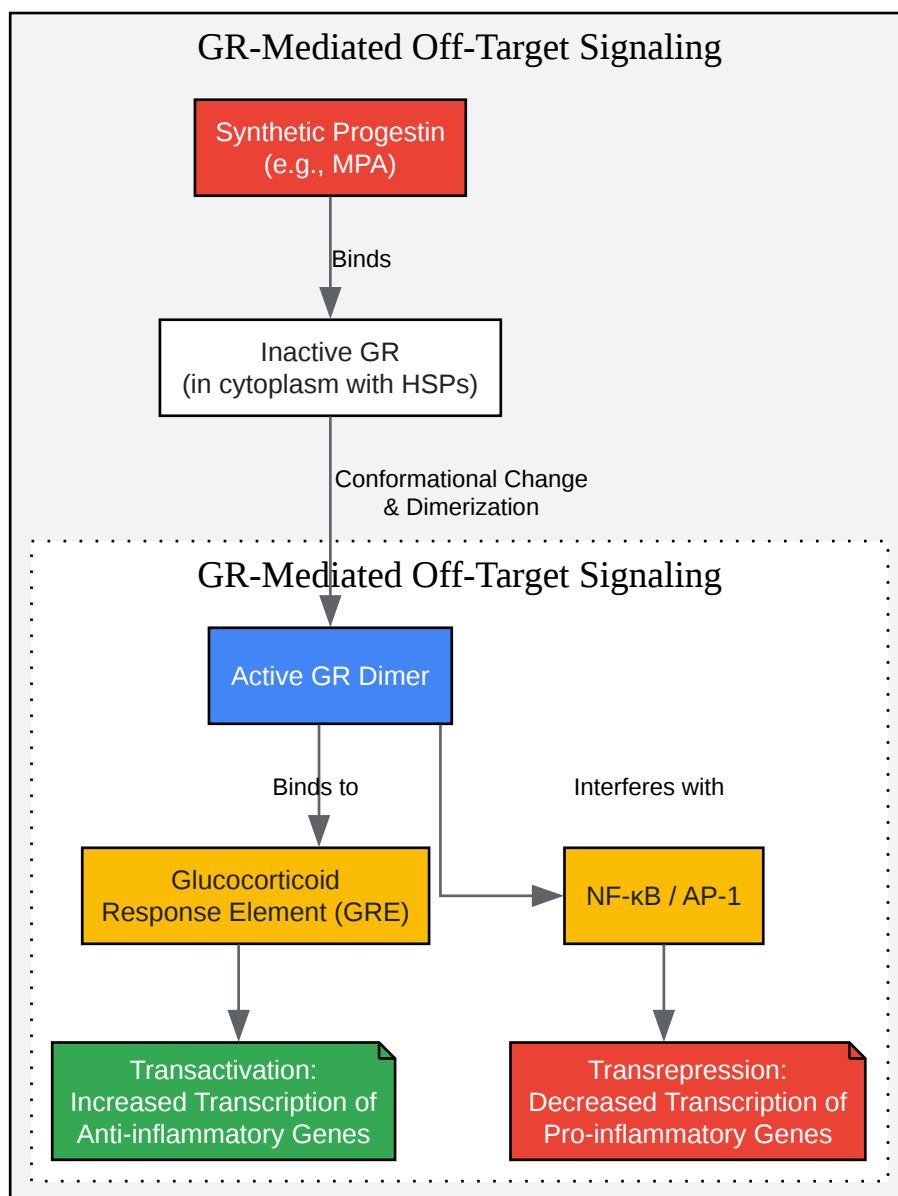 GR-Mediated Off-Target Signaling
Synthetic Progestin
(e.g., MPA)
Binds
Inactive GR
(in cytoplasm with HSPs)
Conformational Change
& Dimerization
GR-Mediated Off-Target Signaling
Active GR Dimer
Binds to
Interferes with
Glucocorticoid
Response Element (GRE)
NF-κB / AP-1
Transactivation:
Increased Transcription of
Anti-inflammatory Genes
Transrepression:
Decreased Transcription of
Pro-inflammatory Genes